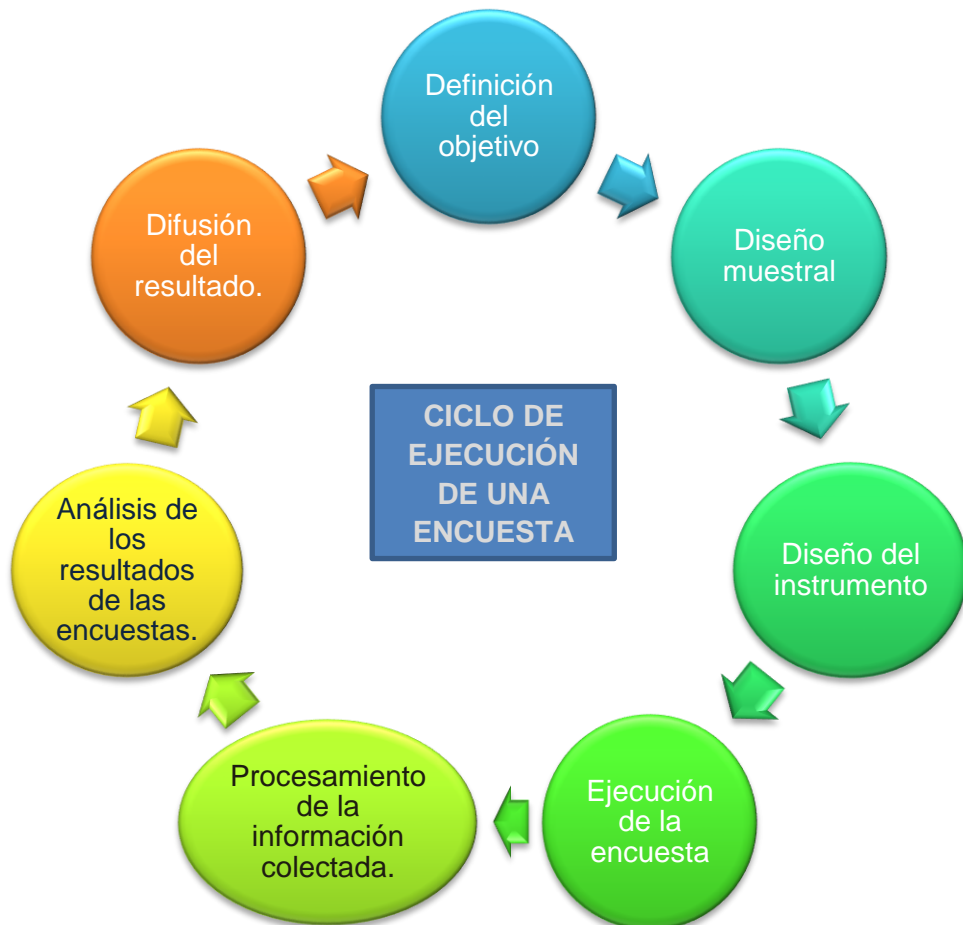 Definición
del
objetivo
Diseño
muestral
Diseño del
instrumento
Ejecución
de la
encuesta
Procesamiento
de la
información
colectada.
Análisis de
los
resultados
de las
encuestas.
Difusión
del
resultado.
CICLO DE
EJECUCIÓN
DE UNA
ENCUESTA